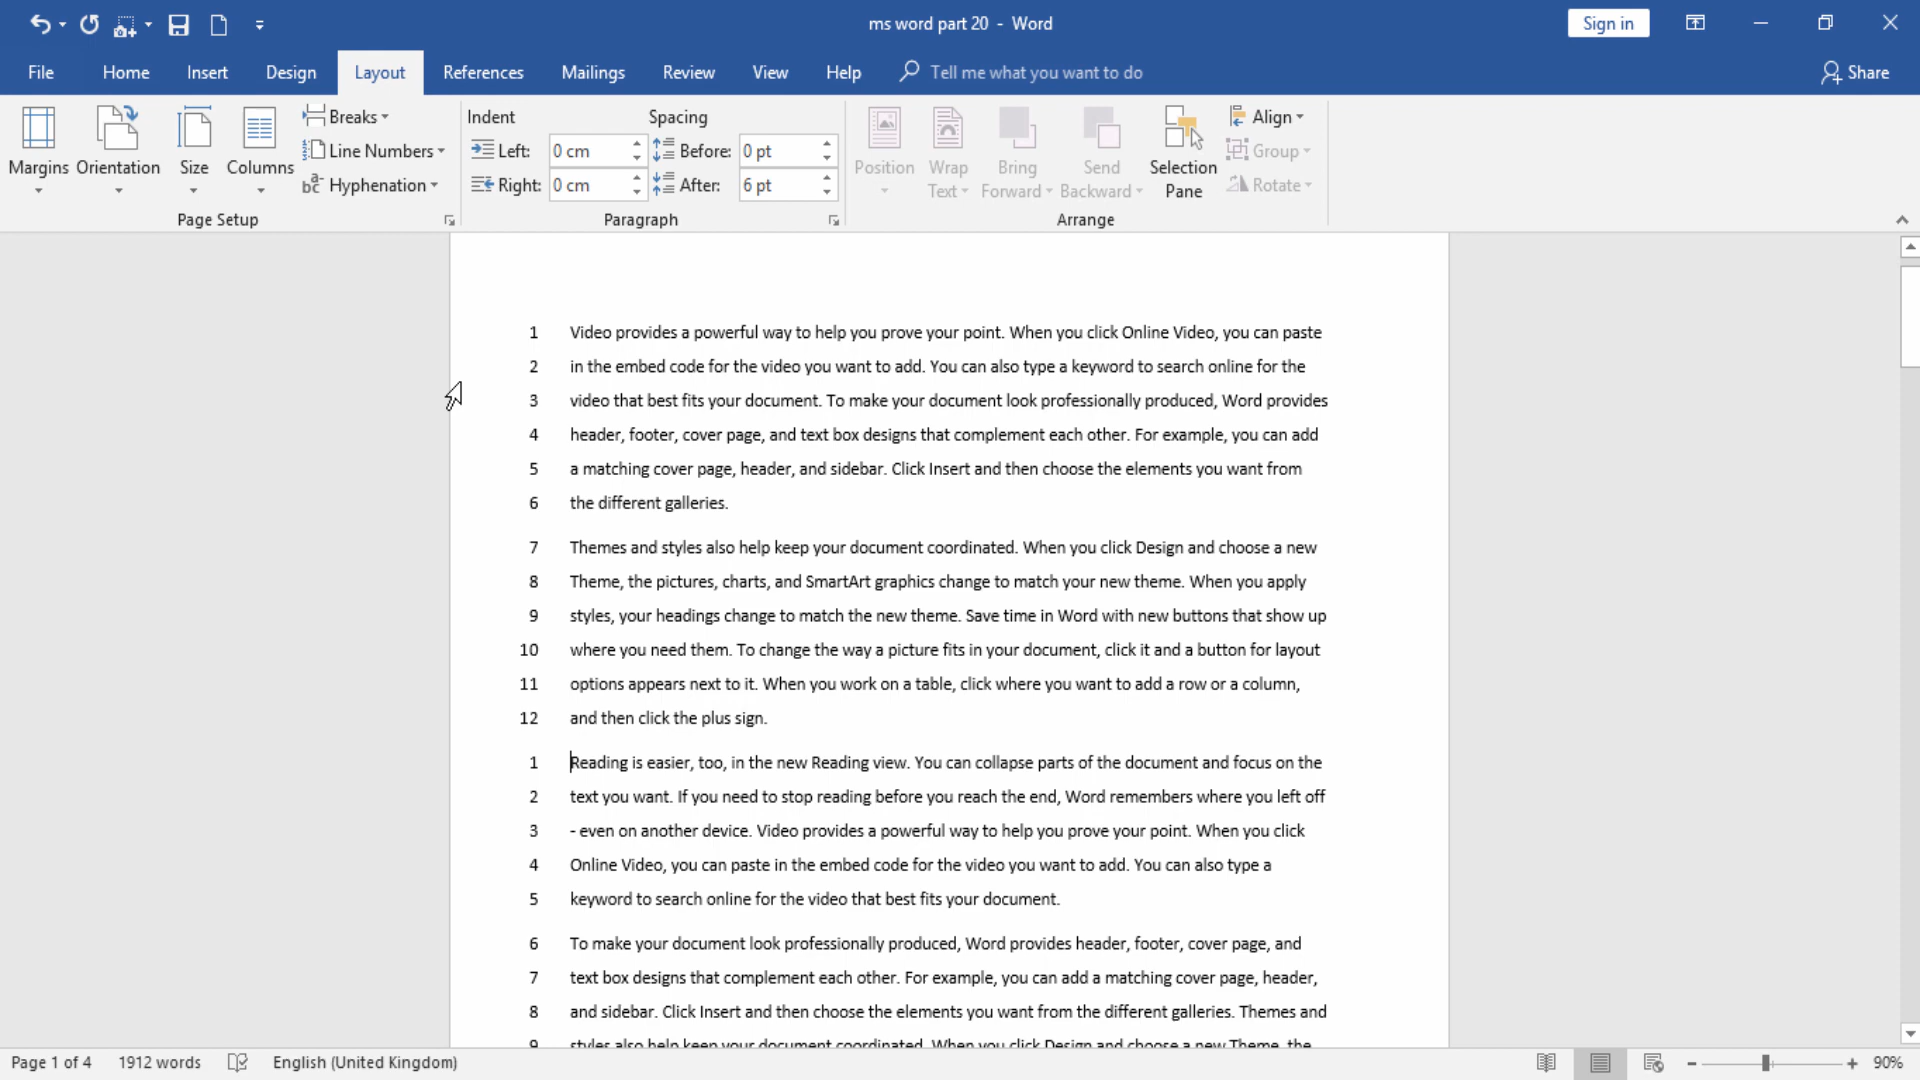 ms word part 20 - Word
Sign in
File Home Insert Design Layout References Mailings Review View Help Tell me what you want to do Share
Margins Orientation Size Columns
Breaks
Line Numbers
Hyphenation
Page Setup
Indent
Left: 0 cm
Right: 0 cm
Spacing
Before: 0 pt
After: 6 pt
Paragraph
Position
Wrap Text
Bring Forward
Send Backward
Selection Pane
Align
Group
Rotate
Arrange
1 Video provides a powerful way to help you prove your point. When you click Online Video, you can paste
2 in the embed code for the video you want to add. You can also type a keyword to search online for the
3 video that best fits your document. To make your document look professionally produced, Word provides
4 header, footer, cover page, and text box designs that complement each other. For example, you can add
5 a matching cover page, header, and sidebar. Click Insert and then choose the elements you want from
6 the different galleries.
7 Themes and styles also help keep your document coordinated. When you click Design and choose a new
8 Theme, the pictures, charts, and SmartArt graphics change to match your new theme. When you apply
9 styles, your headings change to match the new theme. Save time in Word with new buttons that show up
10 where you need them. To change the way a picture fits in your document, click it and a button for layout
11 options appears next to it. When you work on a table, click where you want to add a row or a column,
12 and then click the plus sign.
1 Reading is easier, too, in the new Reading view. You can collapse parts of the document and focus on the
2 text you want. If you need to stop reading before you reach the end, Word remembers where you left off
3 - even on another device. Video provides a powerful way to help you prove your point. When you click
4 Online Video, you can paste in the embed code for the video you want to add. You can also type a
5 keyword to search online for the video that best fits your document.
6 To make your document look professionally produced, Word provides header, footer, cover page, and
7 text box designs that complement each other. For example, you can add a matching cover page, header,
8 and sidebar. Click Insert and then choose the elements you want from the different galleries. Themes and
9 styles also help keep your document coordinated. When you click Design and choose a new Theme, the
Page 1 of 4 1912 words English (United Kingdom) 90%